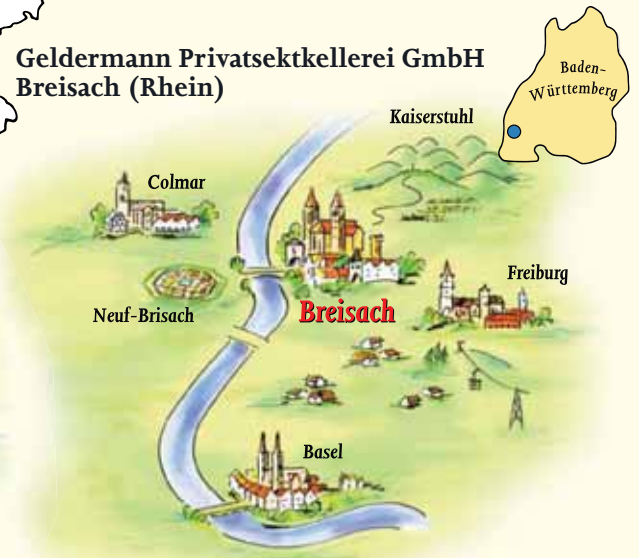 Geldermann Privatsektkellerei GmbH
Breisach (Rhein)
Baden-
Württemberg
Kaiserstuhl
Colmar
Freiburg
Neuf-Brisach
Breisach
Basel